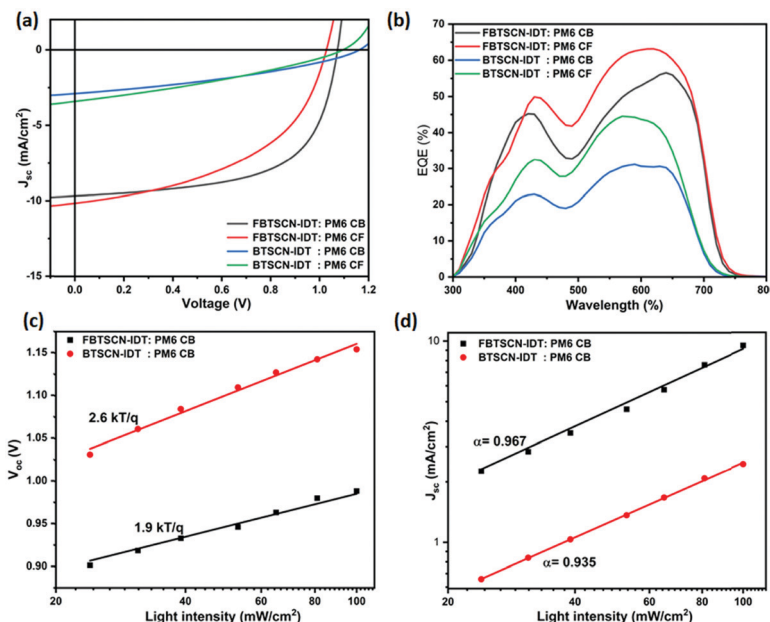 (a)
0
-5
-10
-15
0.0
0.2
0.4
0.6
0.8
1.0
1.2
J_sc (mA/cm²)
Voltage (V)
FBTSCN-IDT: PM6 CB
FBTSCN-IDT: PM6 CF
BTSCN-IDT : PM6 CB
BTSCN-IDT : PM6 CF
(b)
70
60
50
40
30
20
10
0
300
400
500
600
700
80
EQE (%)
Wavelength (%)
FBTSCN-IDT: PM6 CB
FBTSCN-IDT: PM6 CF
BTSCN-IDT : PM6 CB
BTSCN-IDT : PM6 CF
(c)
FBTSCN-IDT: PM6 CB
BTSCN-IDT : PM6 CB
1.15
1.10
1.05
1.00
0.95
0.90
V_oc (V)
2.6 kT/q
1.9 kT/q
20
40
60
80
100
Light intensity (mW/cm²)
(d)
FBTSCN-IDT: PM6 CB
BTSCN-IDT : PM6 CB
10
1
J_sc (mA/cm²)
α= 0.967
α= 0.935
20
40
60
80
100
Light intensity (mW/cm²)